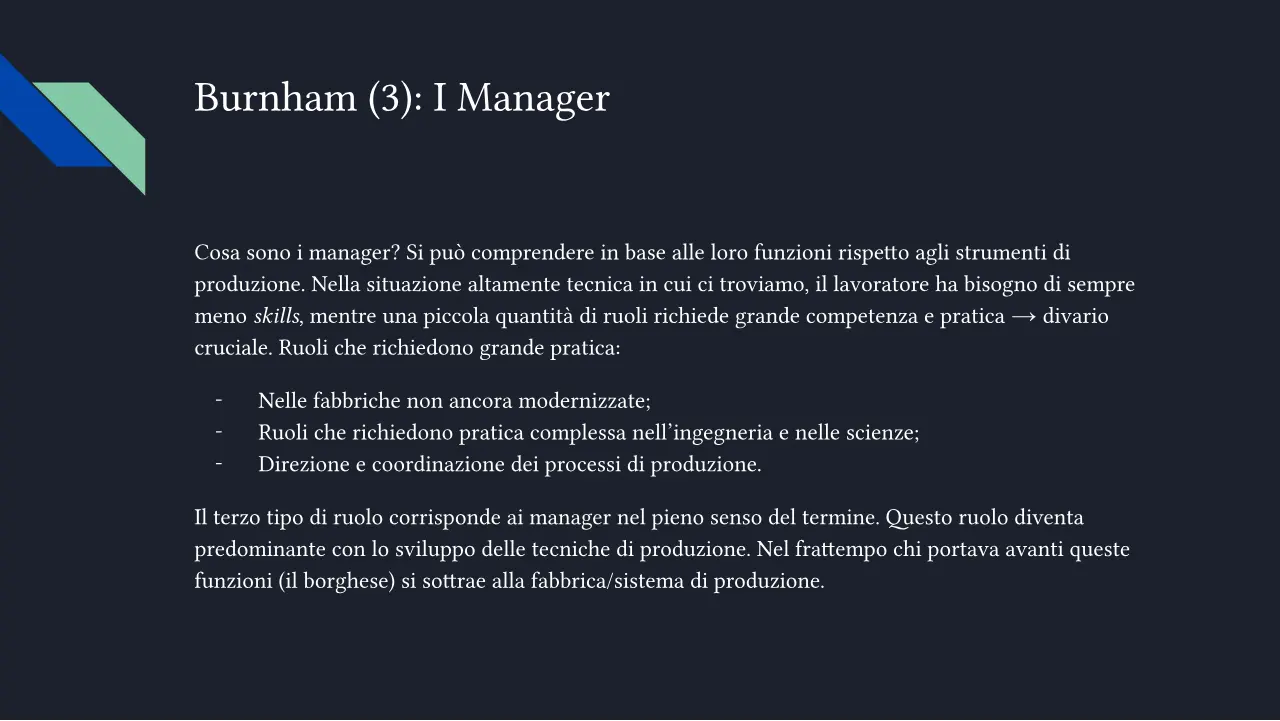 Burnham (3): I Manager
Cosa sono i manager? Si può comprendere in base alle loro funzioni rispetto agli strumenti di
produzione. Nella situazione altamente tecnica in cui ci troviamo, il lavoratore ha bisogno di sempre
meno skills, mentre una piccola quantità di ruoli richiede grande competenza e pratica → divario
cruciale. Ruoli che richiedono grande pratica:
- Nelle fabbriche non ancora modernizzate;
- Ruoli che richiedono pratica complessa nell’ingegneria e nelle scienze;
- Direzione e coordinazione dei processi di produzione.
Il terzo tipo di ruolo corrisponde ai manager nel pieno senso del termine. Questo ruolo diventa
predominante con lo sviluppo delle tecniche di produzione. Nel frattempo chi portava avanti queste
funzioni (il borghese) si sottrae alla fabbrica/sistema di produzione.